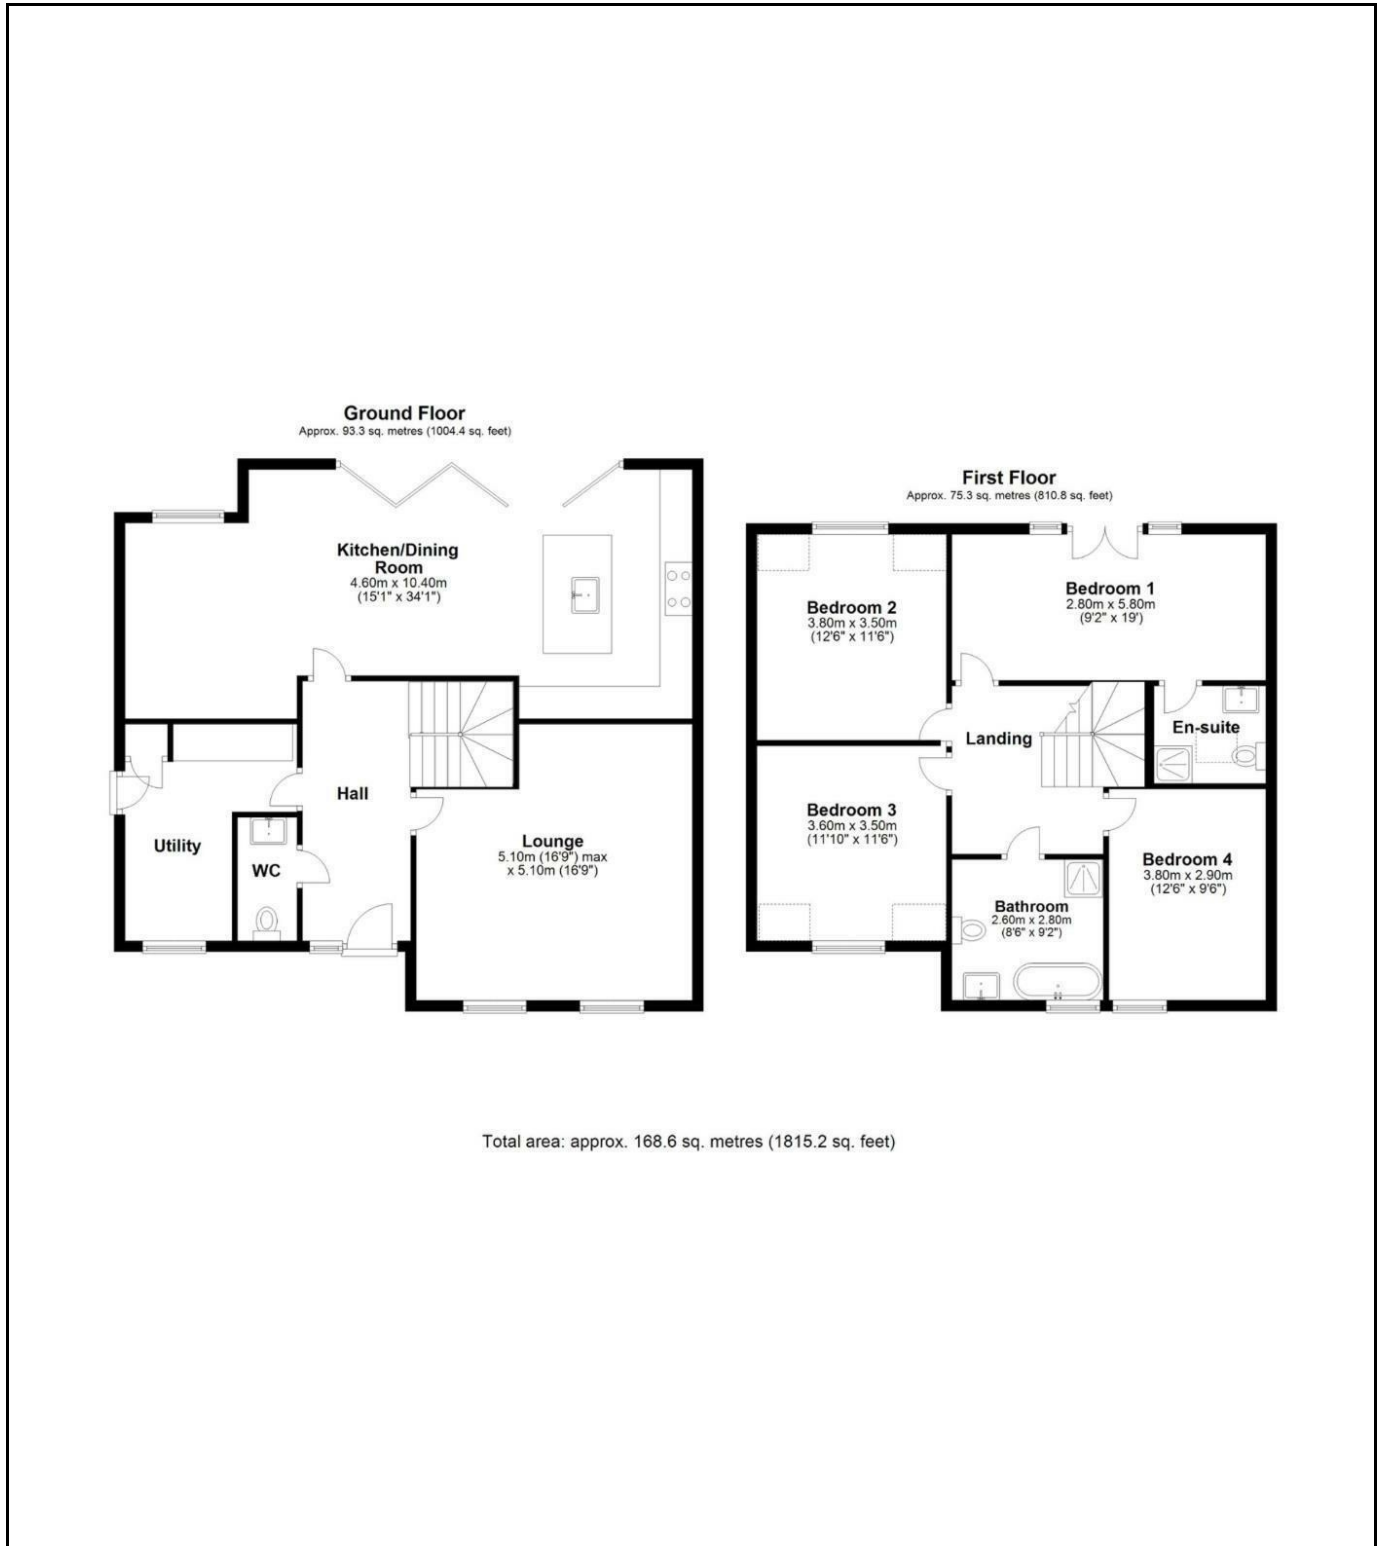 Ground Floor
Approx. 93.3 sq. metres (1004.4 sq. feet)
Kitchen/Dining
Room
4.60m x 10.40m
(15'1" x 34'1")
Hall
Utility
WC
Lounge
5.10m (16'9") max
x 5.10m (16'9")
First Floor
Approx. 75.3 sq. metres (810.8 sq. feet)
Bedroom 1
2.80m x 5.80m
(9'2" x 19')
Bedroom 2
3.80m x 3.50m
(12'6" x 11'6")
En-suite
Landing
Bedroom 3
3.60m x 3.50m
(11'10" x 11'6")
Bedroom 4
3.80m x 2.90m
(12'6" x 9'6")
Bathroom
2.60m x 2.80m
(8'6" x 9'2")
Total area: approx. 168.6 sq. metres (1815.2 sq. feet)